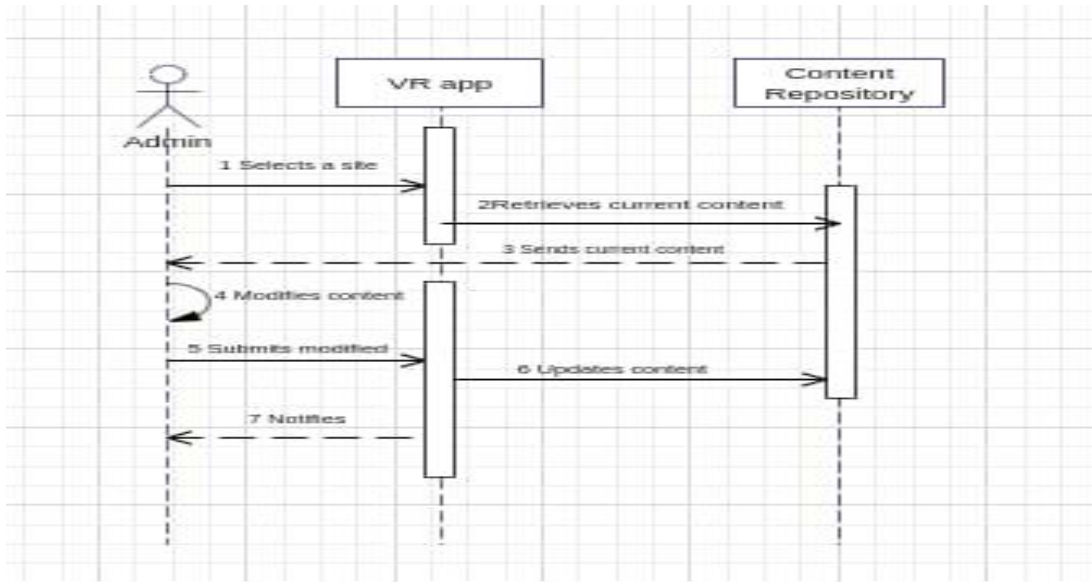 VR app
Content
Repository
Admin
1 Selects a site
2Retrieves current content
3 Sends current content
4 Modifies content
5 Submits modified
6 Updates content
7 Notifies